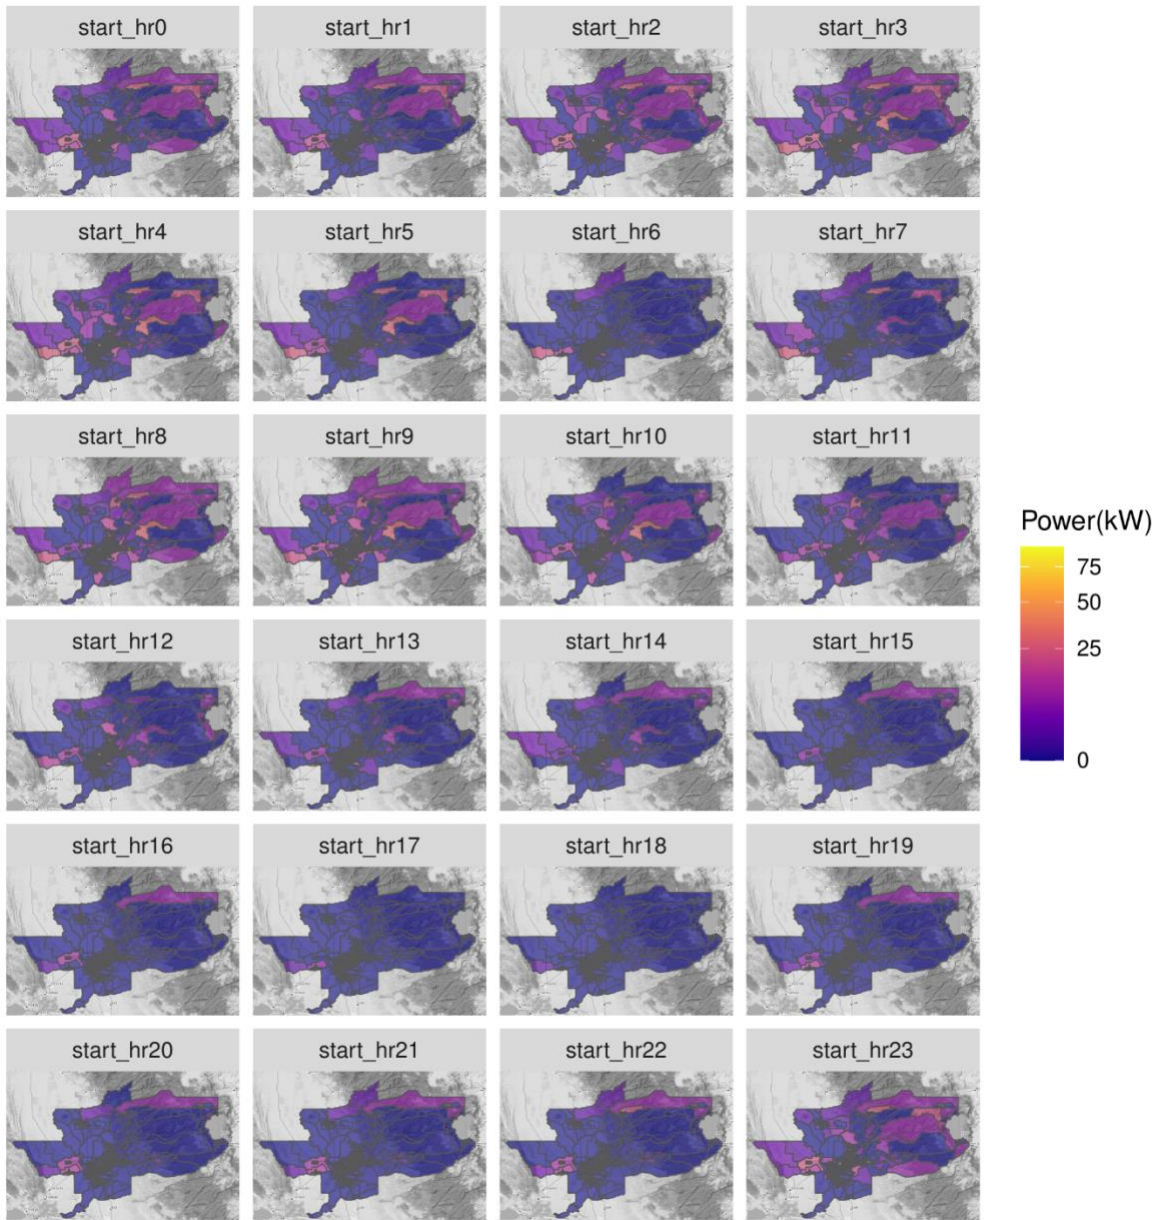 start_hr0 start_hr1 start_hr2 start_hr3
start_hr4 start_hr5 start_hr6 start_hr7
start_hr8 start_hr9 start_hr10 start_hr11
start_hr12 start_hr13 start_hr14 start_hr15
start_hr16 start_hr17 start_hr18 start_hr19
start_hr20 start_hr21 start_hr22 start_hr23
Power(kW)
75
50
25
0